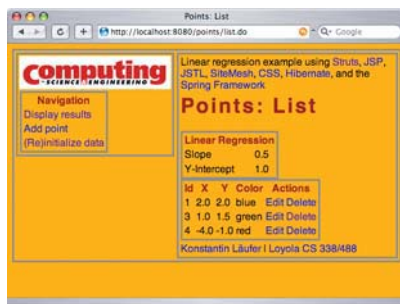 Points: List
http://localhost:8080/points/list.do
Google
Computing
SCIENCE ENGINEERING
Navigation
Display results
Add point
(Re)initialize data
Linear regression example using Struts, JSP,
JSTL, SiteMesh, CSS, Hibernate, and the
Spring Framework
Points: List
Linear Regression
Slope 0.5
Y-Intercept 1.0
Id X Y Color Actions
1 2.0 2.0 blue Edit Delete
3 1.0 1.5 green Edit Delete
4 -4.0 -1.0 red Edit Delete
Konstantin Läufer | Loyola CS 338/488